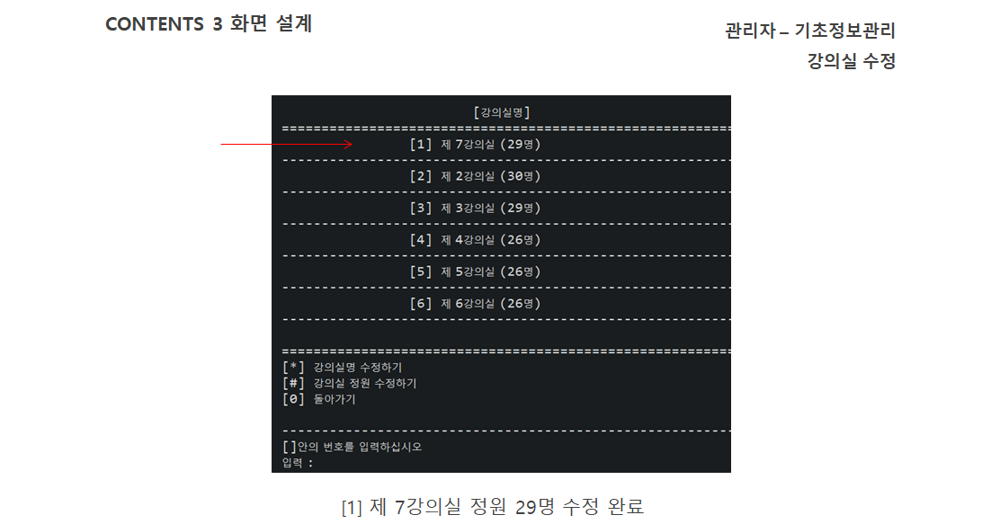 CONTENTS 3 화면 설계
관리자 – 기초정보관리
강의실 수정
[강의실명]
[1] 제 7강의실 (29명)
[2] 제 2강의실 (30명)
[3] 제 3강의실 (29명)
[4] 제 4강의실 (26명)
[5] 제 5강의실 (26명)
[6] 제 6강의실 (26명)
[*] 강의실명 수정하기
[#] 강의실 정원 수정하기
[0] 돌아가기
[]안의 번호를 입력하십시오
입력 :
[1] 제 7강의실 정원 29명 수정 완료